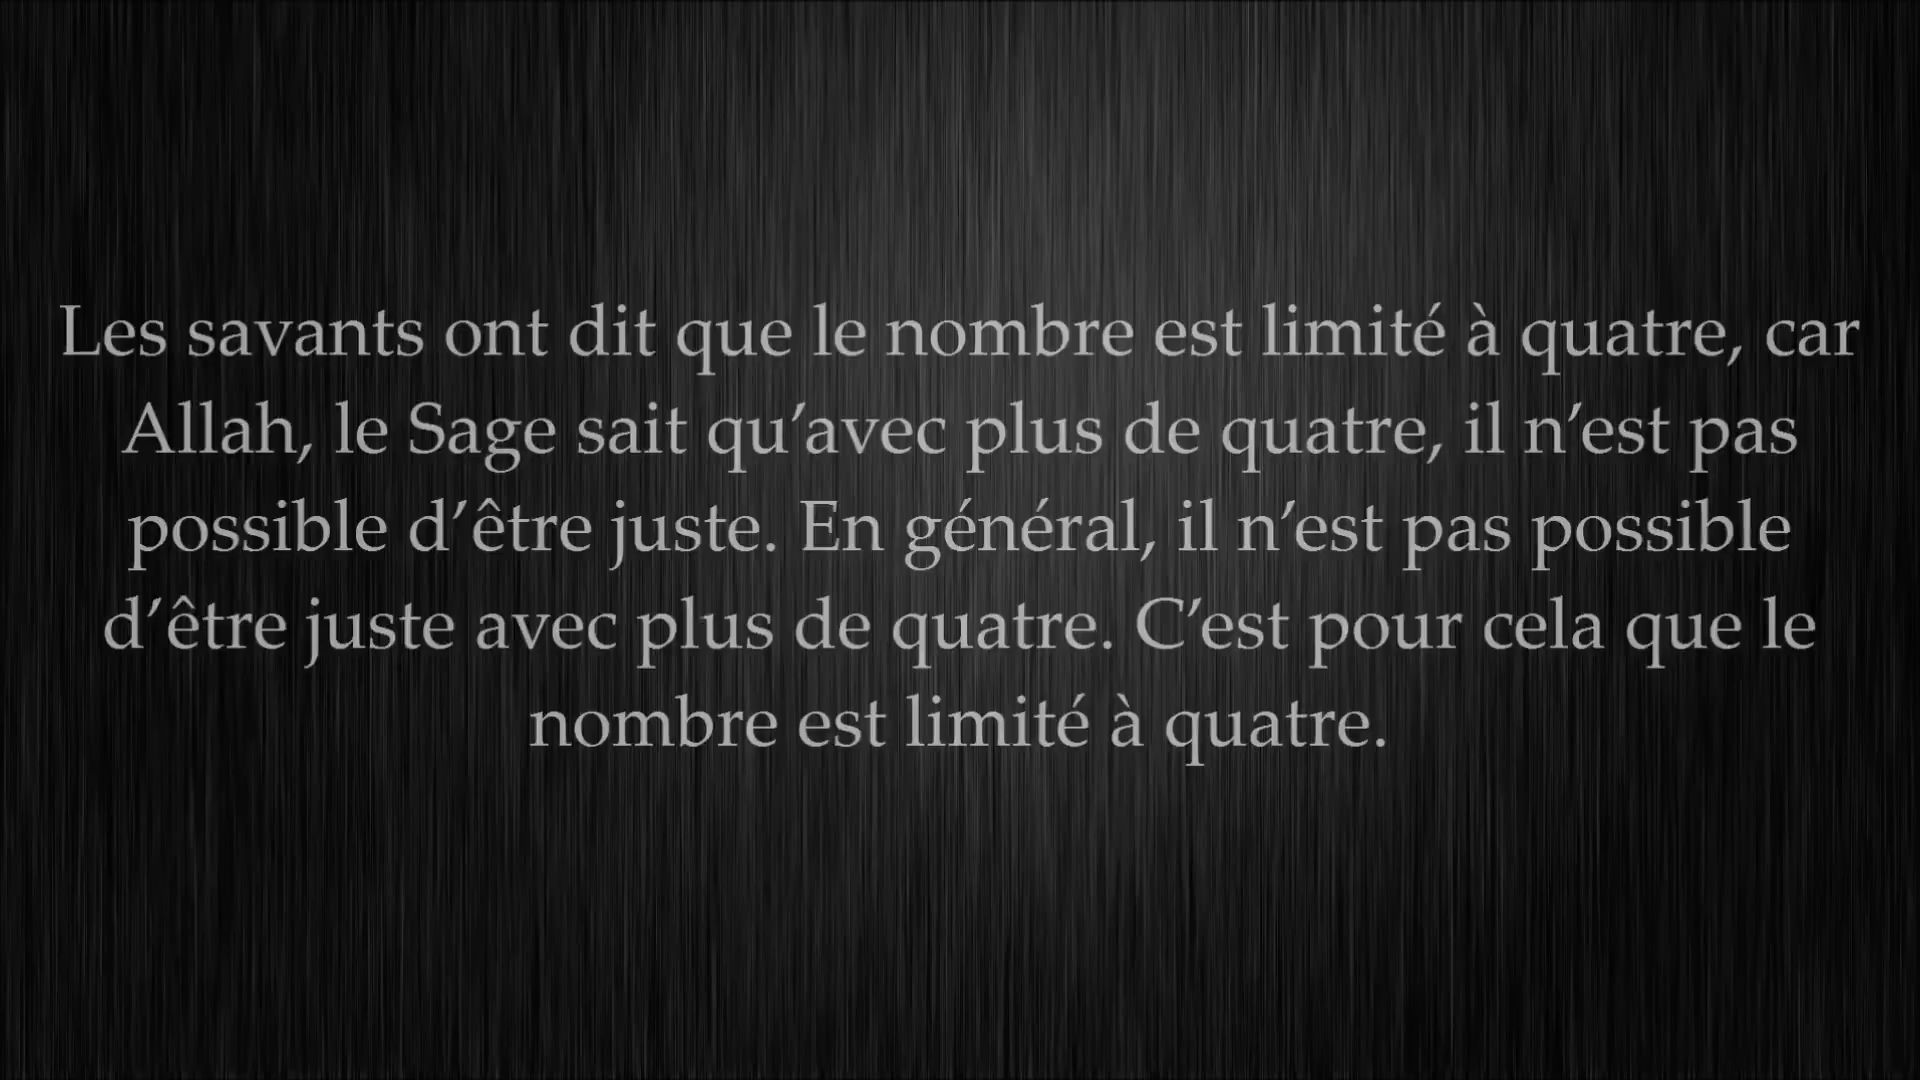 Les savants ont dit que le nombre est limité à quatre, car
Allah, le Sage sait qu’avec plus de quatre, il n’est pas
possible d’être juste. En général, il n’est pas possible
d’être juste avec plus de quatre. C’est pour cela que le
nombre est limité à quatre.